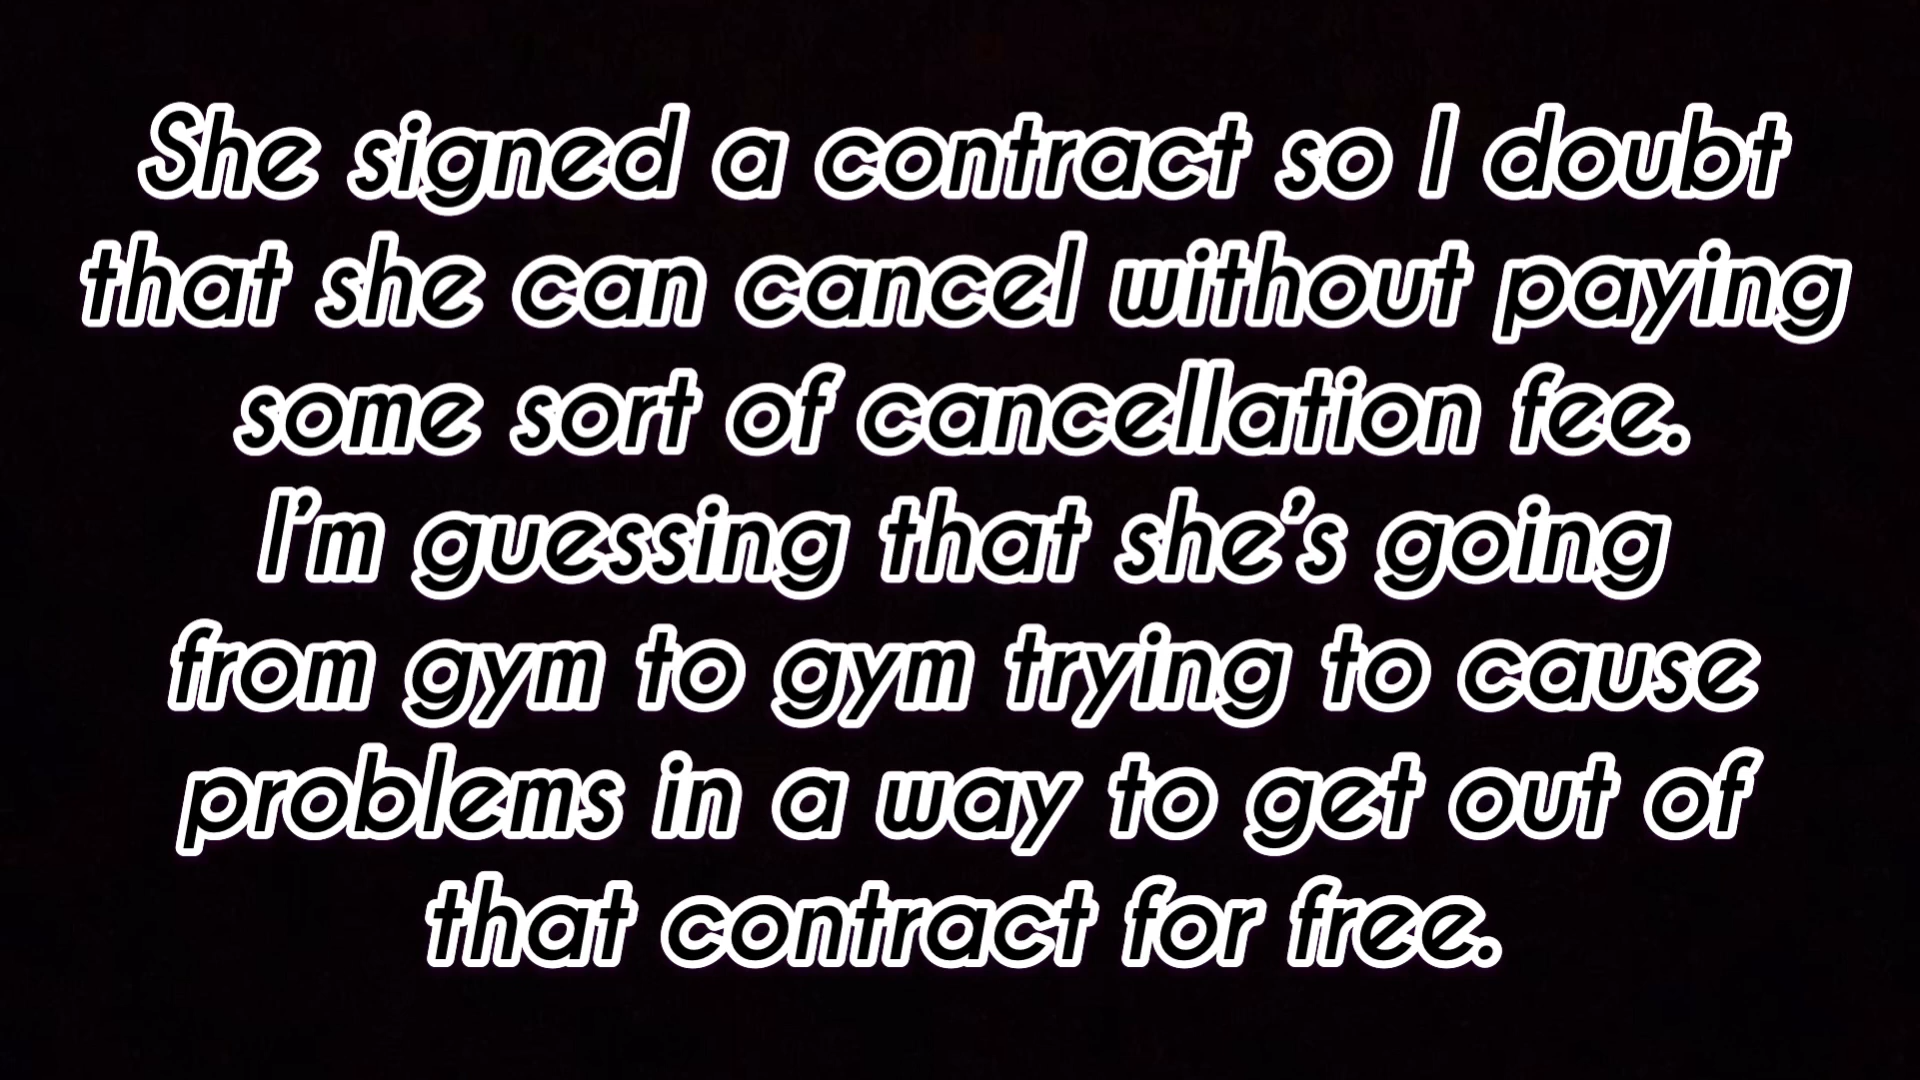 She signed a contract so I doubt
that she can cancel without paying
some sort of cancellation fee.
I'm guessing that she's going
from gym to gym trying to cause
problems in a way to get out of
that contract for free.